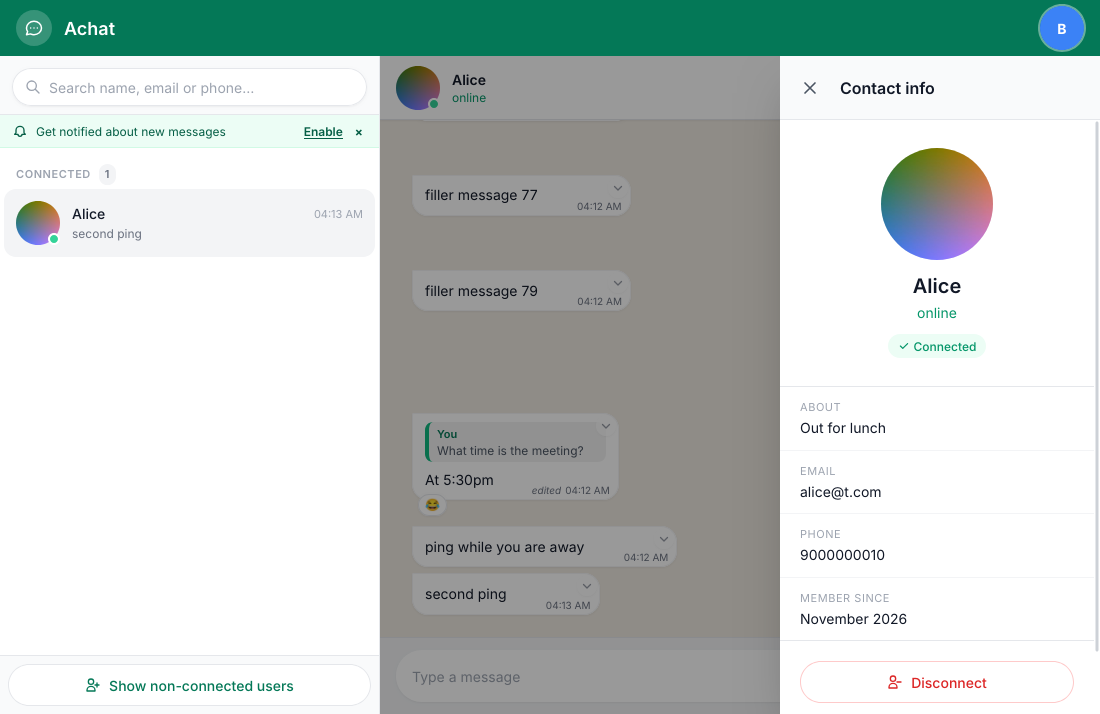 Achat
B
Search name, email or phone...
Get notified about new messages Enable ×
CONNECTED 1
Alice 04:13 AM
second ping
Show non-connected users
Alice
online
filler message 77
04:12 AM
filler message 79
04:12 AM
You
What time is the meeting?
At 5:30pm
edited 04:12 AM
😂
ping while you are away
04:12 AM
second ping
04:13 AM
Type a message
Contact info
Alice
online
Connected
ABOUT
Out for lunch
EMAIL
alice@t.com
PHONE
9000000010
MEMBER SINCE
November 2026
Disconnect